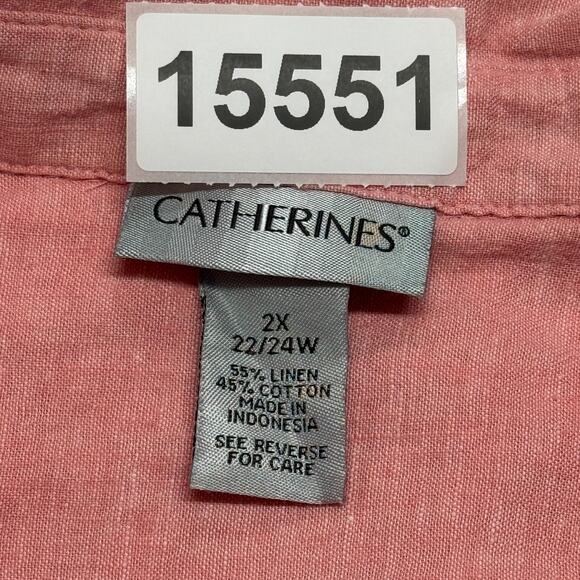 15551
CATHERINES®
2X
22/24W
55% LINEN
45% COTTON
MADE IN
INDONESIA
SEE REVERSE
FOR CARE